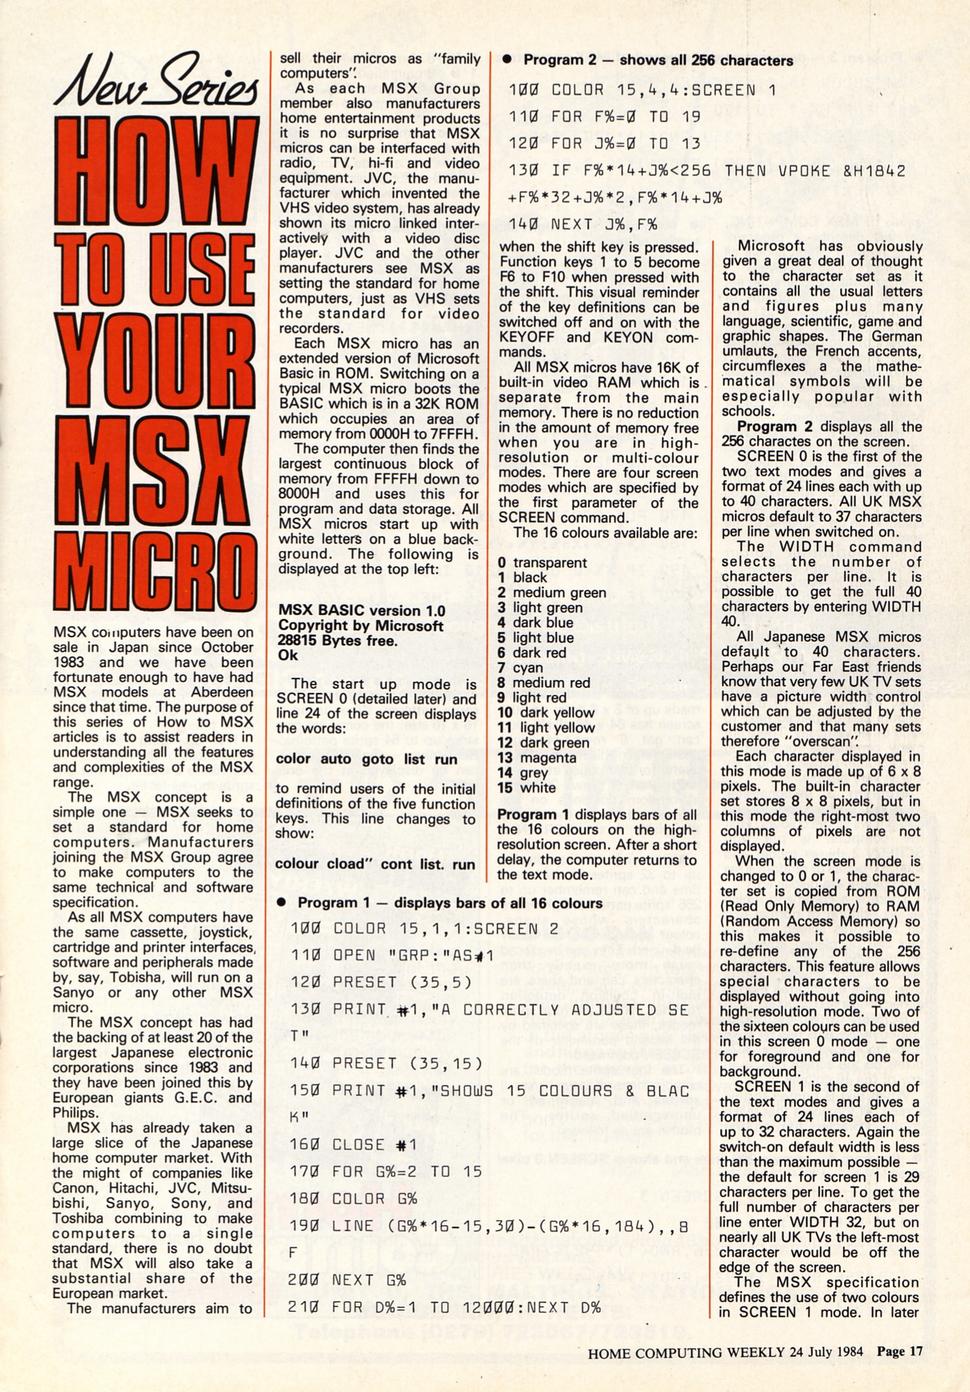 New Series
HOW
TO USE
YOUR
MSX
MICRO
MSX computers have been on
sale in Japan since October
1983 and we have been
fortunate enough to have had
MSX models at Aberdeen
since that time. The purpose of
this series of How to MSX
articles is to assist readers in
understanding all the features
and complexities of the MSX
range.
The MSX concept is a
simple one — MSX seeks to
set a standard for home
computers. Manufacturers
joining the MSX Group agree
to make computers to the
same technical and software
specification.
As all MSX computers have
the same cassette, joystick,
cartridge and printer interfaces,
software and peripherals made
by, say, Tobisha, will run on a
Sanyo or any other MSX
micro.
The MSX concept has had
the backing of at least 20 of the
largest Japanese electronic
corporations since 1983 and
they have been joined this by
European giants G.E.C. and
Philips.
MSX has already taken a
large slice of the Japanese
home computer market. With
the might of companies like
Canon, Hitachi, JVC, Mitsu-
bishi, Sanyo, Sony, and
Toshiba combining to make
computers to a single
standard, there is no doubt
that MSX will also take a
substantial share of the
European market.
The manufacturers aim to
sell their micros as "family
computers".
As each MSX Group
member also manufactures
home entertainment products
it is no surprise that MSX
micros can be interfaced with
radio, TV, hi-fi and video
equipment. JVC, the manu-
facturer which invented the
VHS video system, has already
shown its micro linked inter-
actively with a video disc
player. JVC and the other
manufacturers see MSX as
setting the standard for home
computers, just as VHS sets
the standard for video
recorders.
Each MSX micro has an
extended version of Microsoft
Basic in ROM. Switching on a
typical MSX micro boots the
BASIC which is in a 32K ROM
which occupies an area of
memory from 0000H to 7FFFH.
The computer then finds the
largest continuous block of
memory from FFFFH down to
8000H and uses this for
program and data storage. All
MSX micros start up with
white letters on a blue back-
ground. The following is
displayed at the top left:
MSX BASIC version 1.0
Copyright by Microsoft
28815 Bytes free.
Ok
The start up mode is
SCREEN 0 (detailed later) and
line 24 of the screen displays
the words:
color auto goto list run
to remind users of the initial
definitions of the five function
keys. This line changes to
show:
colour cload" cont list. run
● Program 1 — displays bars of all 16 colours
100 COLOR 15,1,1:SCREEN 2
110 OPEN "GRP:"AS#1
120 PRESET (35,5)
130 PRINT #1,"A CORRECTLY ADJUSTED SE
T"
140 PRESET (35,15)
150 PRINT #1,"SHOWS 15 COLOURS & BLAC
K"
160 CLOSE #1
170 FOR G%=2 TO 15
180 COLOR G%
190 LINE (G%*16-15,30)-(G%*16,184),,B
F
200 NEXT G%
210 FOR D%=1 TO 12000:NEXT D%
● Program 2 — shows all 256 characters
100 COLOR 15,4,4:SCREEN 1
110 FOR F%=0 TO 19
120 FOR J%=0 TO 13
130 IF F%*14+J%<256 THEN VPOKE &H1842
+F%*32+J%*2,F%*14+J%
140 NEXT J%,F%
when the shift key is pressed.
Function keys 1 to 5 become
F6 to F10 when pressed with
the shift. This visual reminder
of the key definitions can be
switched off and on with the
KEYOFF and KEYON com-
mands.
All MSX micros have 16K of
built-in video RAM which is
separate from the main
memory. There is no reduction
in the amount of memory free
when you are in high-
resolution or multi-colour
modes. There are four screen
modes which are specified by
the first parameter of the
SCREEN command.
The 16 colours available are:
0 transparent
1 black
2 medium green
3 light green
4 dark blue
5 light blue
6 dark red
7 cyan
8 medium red
9 light red
10 dark yellow
11 light yellow
12 dark green
13 magenta
14 grey
15 white
Program 1 displays bars of all
the 16 colours on the high-
resolution screen. After a short
delay, the computer returns to
the text mode.
Microsoft has obviously
given a great deal of thought
to the character set as it
contains all the usual letters
and figures plus many
language, scientific, game and
graphic shapes. The German
umlauts, the French accents,
circumflexes a the mathe-
matical symbols will be
especially popular with
schools.
Program 2 displays all the
256 charactes on the screen.
SCREEN 0 is the first of the
two text modes and gives a
format of 24 lines each with up
to 40 characters. All UK MSX
micros default to 37 characters
per line when switched on.
The WIDTH command
selects the number of
characters per line. It is
possible to get the full 40
characters by entering WIDTH
40.
All Japanese MSX micros
default to 40 characters.
Perhaps our Far East friends
know that very few UK TV sets
have a picture width control
which can be adjusted by the
customer and that many sets
therefore "overscan".
Each character displayed in
this mode is made up of 6 x 8
pixels. The built-in character
set stores 8 x 8 pixels, but in
this mode the right-most two
columns of pixels are not
displayed.
When the screen mode is
changed to 0 or 1, the charac-
ter set is copied from ROM
(Read Only Memory) to RAM
(Random Access Memory) so
this makes it possible to
re-define any of the 256
characters. This feature allows
special characters to be
displayed without going into
high-resolution mode. Two of
the sixteen colours can be used
in this screen 0 mode — one
for foreground and one for
background.
SCREEN 1 is the second of
the text modes and gives a
format of 24 lines each of
up to 32 characters. Again the
switch-on default width is less
than the maximum possible —
the default for screen 1 is 29
characters per line. To get the
full number of characters per
line enter WIDTH 32, but on
nearly all UK TVs the left-most
character would be off the
edge of the screen.
The MSX specification
defines the use of two colours
in SCREEN 1 mode. In later
HOME COMPUTING WEEKLY 24 July 1984 Page 17